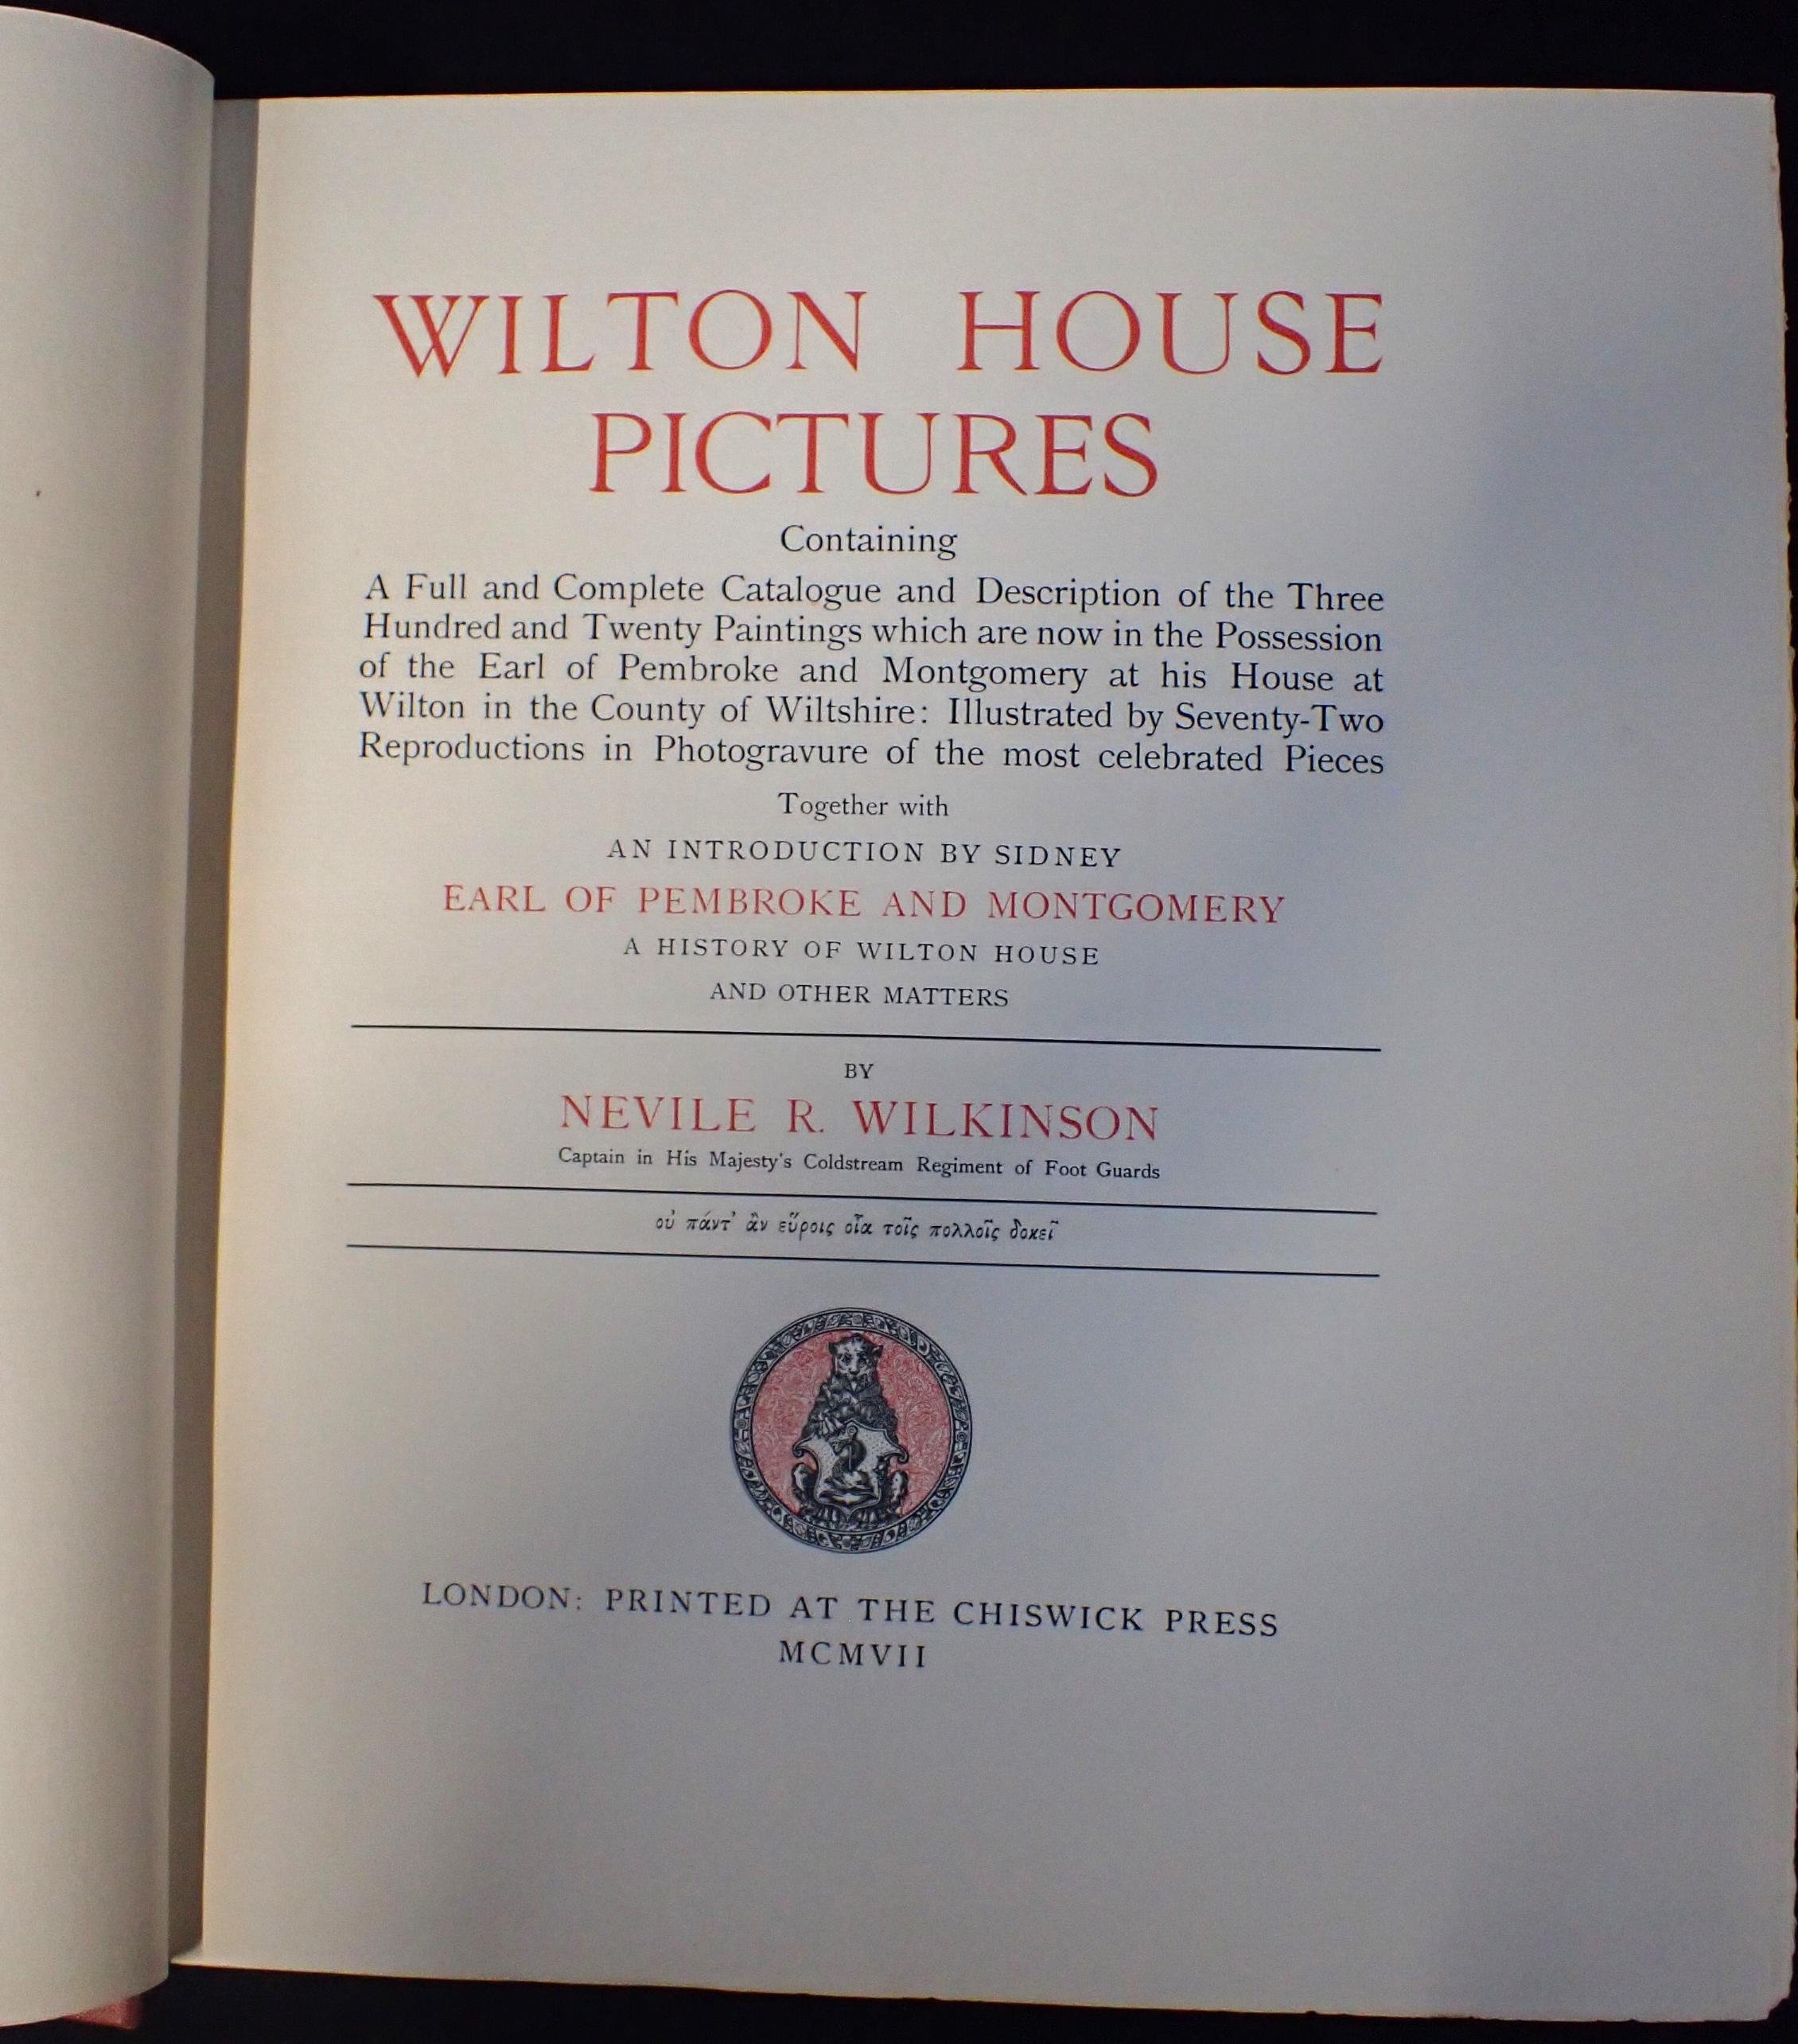 WILTON HOUSE
PICTURES
Containing
A Full and Complete Catalogue and Description of the Three
Hundred and Twenty Paintings which are now in the Possession
of the Earl of Pembroke and Montgomery at his House at
Wilton in the County of Wiltshire: Illustrated by Seventy-Two
Reproductions in Photogravure of the most celebrated Pieces
Together with
AN INTRODUCTION BY SIDNEY
EARL OF PEMBROKE AND MONTGOMERY
A HISTORY OF WILTON HOUSE
AND OTHER MATTERS
BY
NEVILE R. WILKINSON
Captain in His Majesty's Coldstream Regiment of Foot Guards
οὐ πάντ' ἂν εὕροις οἷα τοῖς πολλοῖς δοκεῖ
LONDON: PRINTED AT THE CHISWICK PRESS
MCMVII